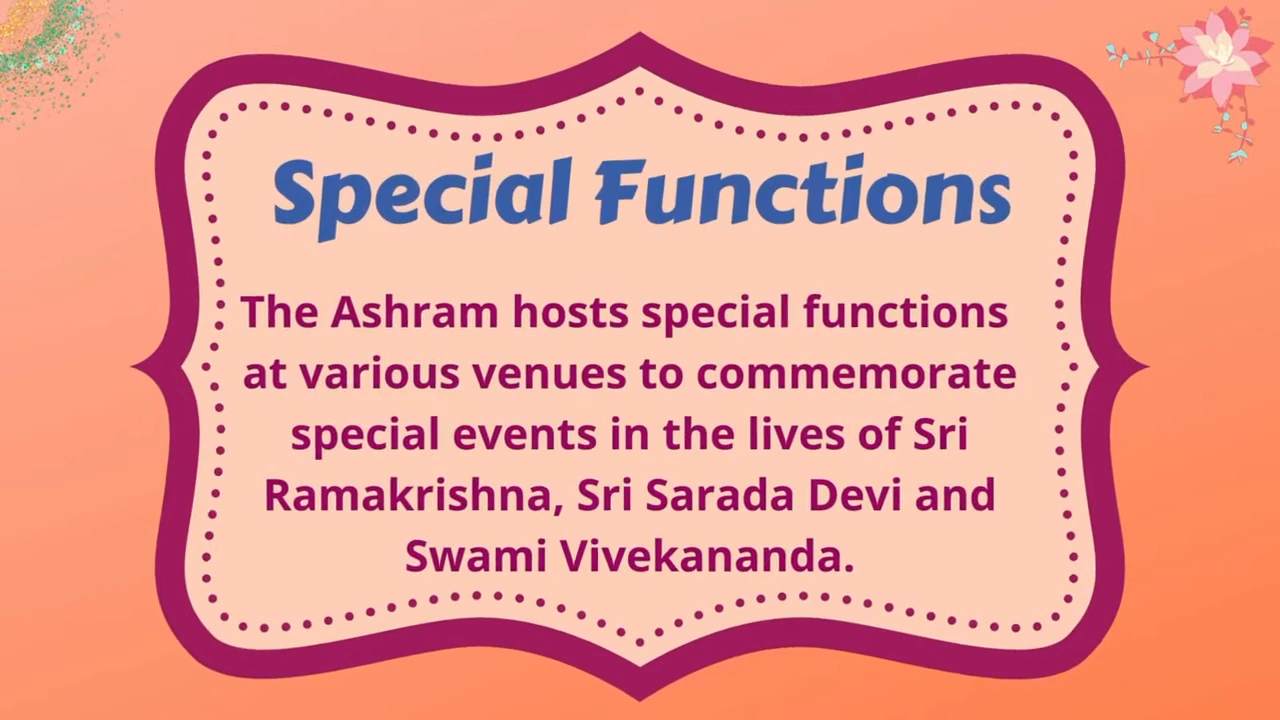 Special Functions
The Ashram hosts special functions
at various venues to commemorate
special events in the lives of Sri
Ramakrishna, Sri Sarada Devi and
Swami Vivekananda.